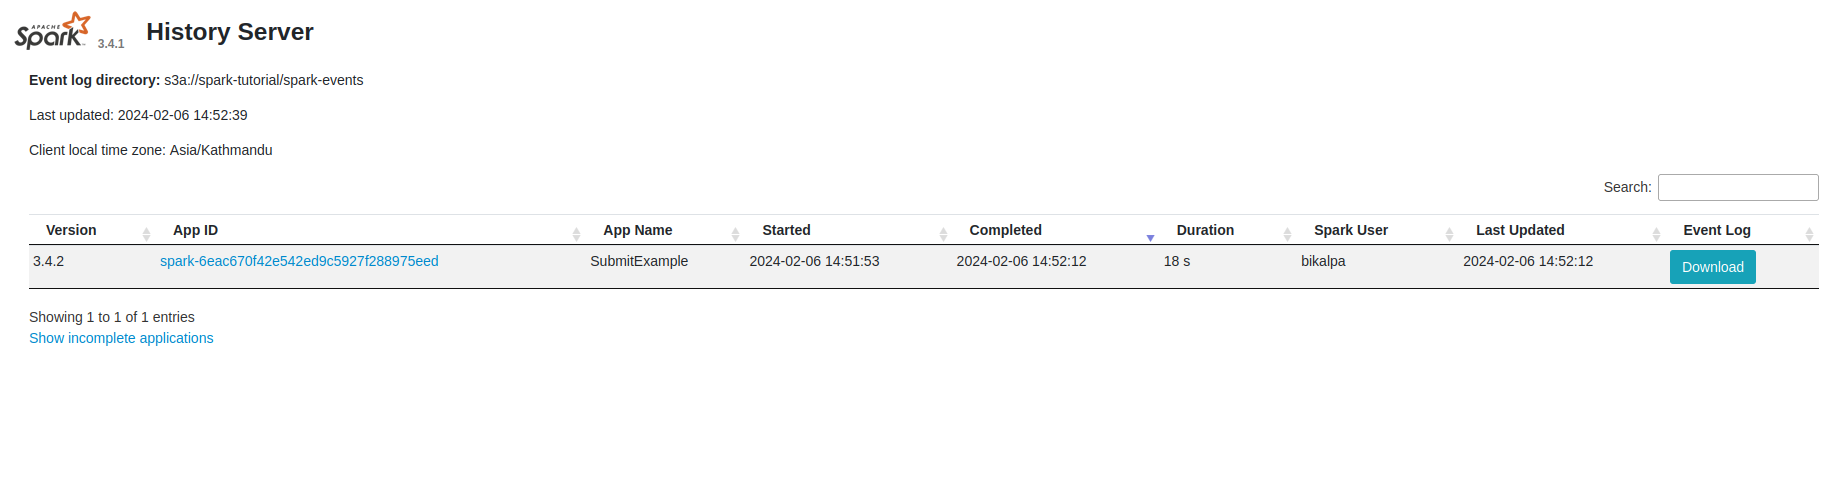 APACHE
Spark 3.4.1 History Server
Event log directory: s3a://spark-tutorial/spark-events
Last updated: 2024-02-06 14:52:39
Client local time zone: Asia/Kathmandu
Search:
Version App ID App Name Started Completed Duration Spark User Last Updated Event Log
3.4.2 spark-6eac670f42e542ed9c5927f288975eed SubmitExample 2024-02-06 14:51:53 2024-02-06 14:52:12 18 s bikalpa 2024-02-06 14:52:12 Download
Showing 1 to 1 of 1 entries
Show incomplete applications